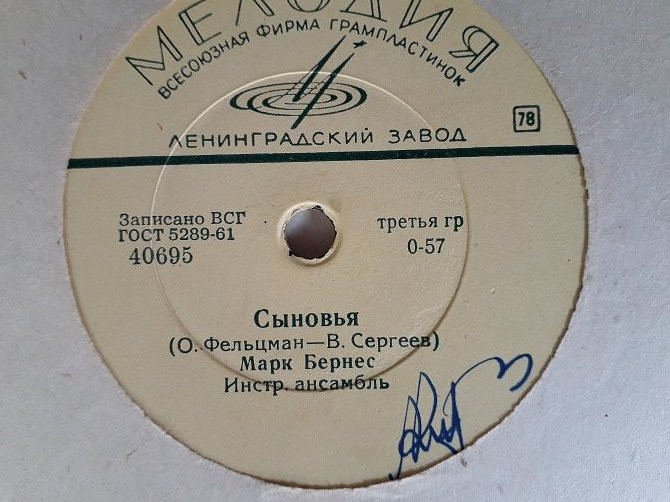 МЕЛОДИЯ
ВСЕСОЮЗНАЯ ФИРМА ГРАМПЛАСТИНОК
ЛЕНИНГРАДСКИЙ ЗАВОД
78
Записано ВСГ
ГОСТ 5289-61
40695
третья гр
0-57
Сыновья
(О. Фельцман—В. Сергеев)
Марк Бернес
Инстр. ансамбль